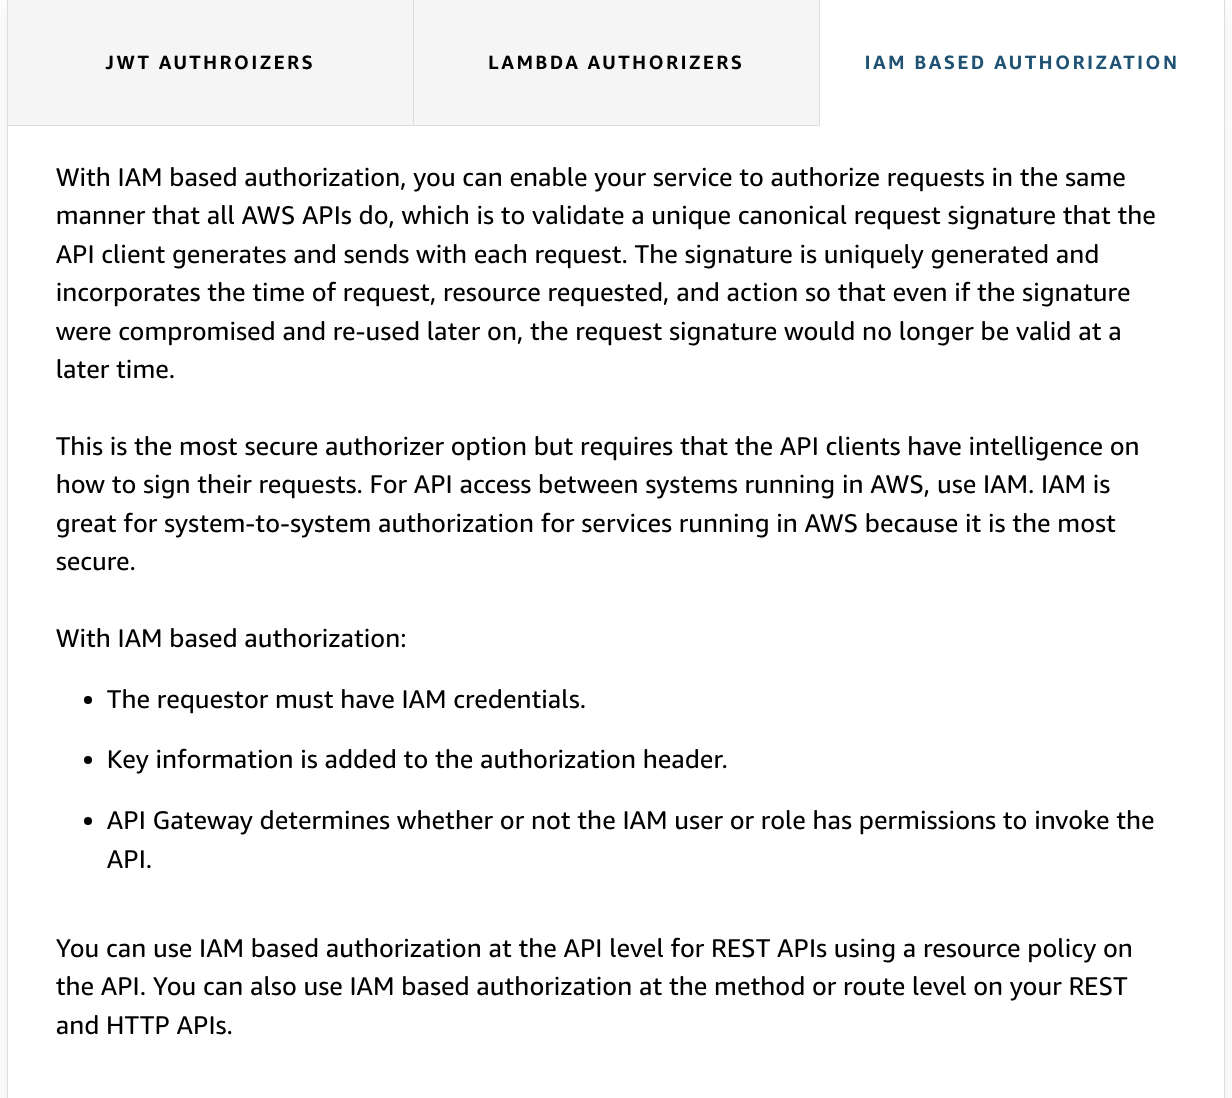 JWT AUTHROIZERS
LAMBDA AUTHORIZERS
IAM BASED AUTHORIZATION
With IAM based authorization, you can enable your service to authorize requests in the same
manner that all AWS APIs do, which is to validate a unique canonical request signature that the
API client generates and sends with each request. The signature is uniquely generated and
incorporates the time of request, resource requested, and action so that even if the signature
were compromised and re-used later on, the request signature would no longer be valid at a
later time.
This is the most secure authorizer option but requires that the API clients have intelligence on
how to sign their requests. For API access between systems running in AWS, use IAM. IAM is
great for system-to-system authorization for services running in AWS because it is the most
secure.
With IAM based authorization:
• The requestor must have IAM credentials.
• Key information is added to the authorization header.
• API Gateway determines whether or not the IAM user or role has permissions to invoke the
API.
You can use IAM based authorization at the API level for REST APIs using a resource policy on
the API. You can also use IAM based authorization at the method or route level on your REST
and HTTP APIs.